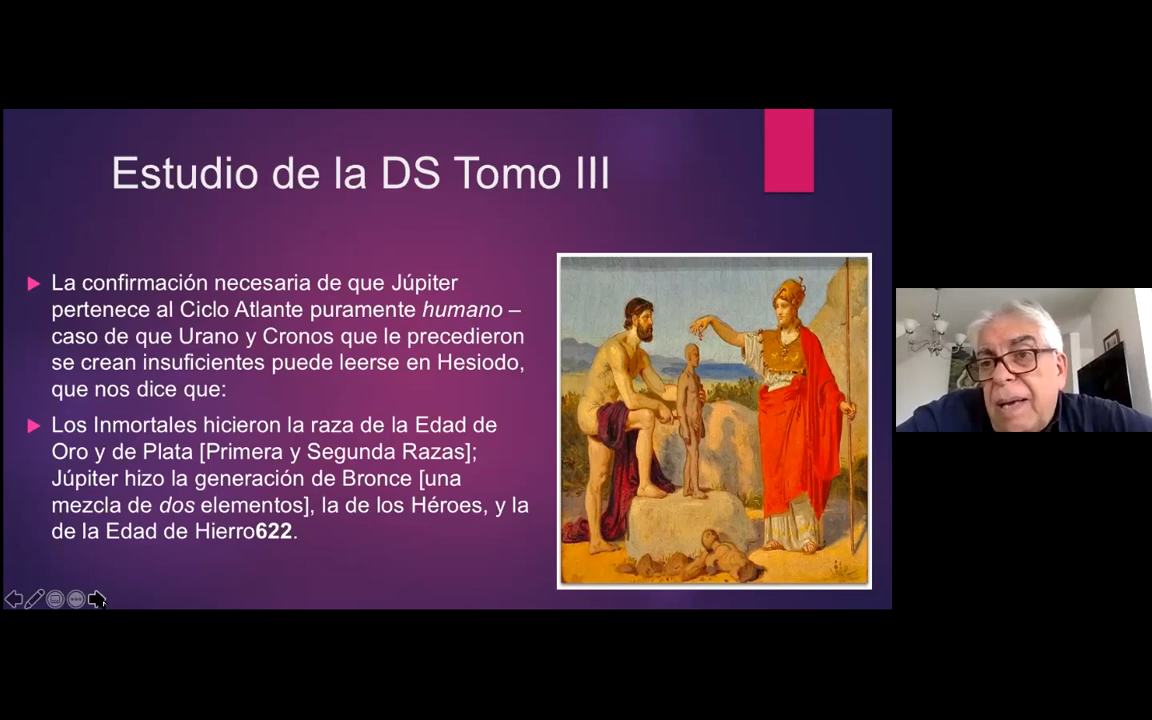 Estudio de la DS Tomo III
La confirmación necesaria de que Júpiter
pertenece al Ciclo Atlante puramente humano –
caso de que Urano y Cronos que le precedieron
se crean insuficientes puede leerse en Hesiodo,
que nos dice que:
Los Inmortales hicieron la raza de la Edad de
Oro y de Plata [Primera y Segunda Razas];
Júpiter hizo la generación de Bronce [una
mezcla de dos elementos], la de los Héroes, y la
de la Edad de Hierro622.